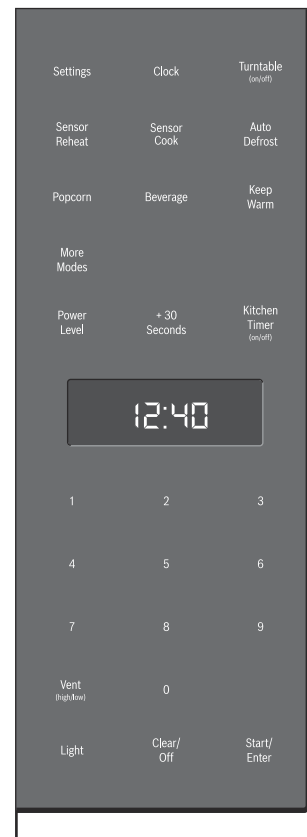 Settings Clock Turntable
(on/off)
Sensor Sensor Auto
Reheat Cook Defrost
Popcorn Beverage Keep
Warm
More
Modes
Power + 30 Kitchen
Level Seconds Timer
(on/off)
12:40
1 2 3
4 5 6
7 8 9
Vent 0
(high/low)
Light Clear/ Start/
Off Enter